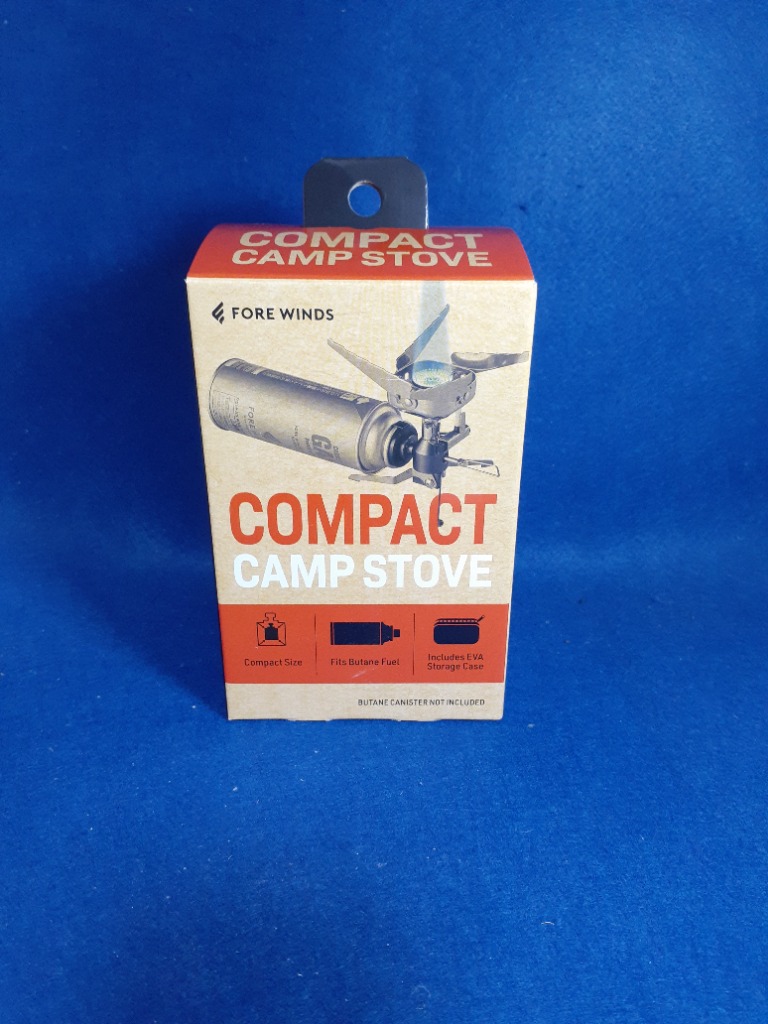 COMPACT
CAMP STOVE
FORE WINDS
COMPACT
CAMP STOVE
Compact Size
Fits Butane Fuel
Includes EVA
Storage Case
BUTANE CANISTER NOT INCLUDED